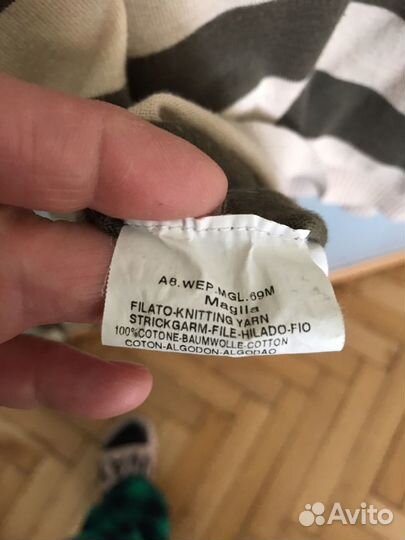 A6.WEP.MGL.69M
Maglia
FILATO-KNITTING YARN
STRICKGARM-FILE-HILADO-FIO
100%COTONE-BAUMWOLLE-COTTON
COTON-ALGODON-ALGODAO
Avito